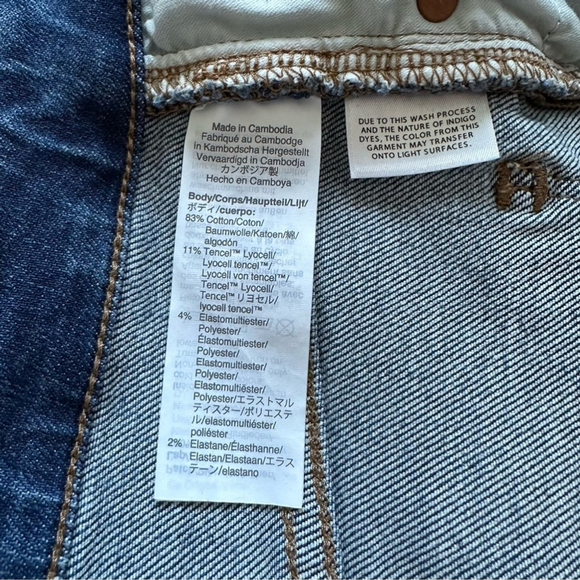 Made in Cambodia
Fabriqué au Cambodge
in Kambodscha Hergestellt
Vervaardigd in Cambodja
カンボジア製
Hecho en Camboya
Body/Corps/Hauptteil/Lijf/
ボディ/cuerpo:
83% Cotton/Coton/
Baumwolle/Katoen/綿/
algodón
11% Tencel™ Lyocell/
Lyocell tencel™/
Lyocell von tencel™/
Tencel™ Lyocell/
Tencel™ リヨセル/
lyocell tencel™
4% Elastomultiester/
Polyester/
Élastomultiester/
Polyester/
Elastomultiester/
Polyester/
Elastomultiëster/
Polyester/エラストマル
ティスター/ポリエステ
ル/elastomultiéster/
poliéster
2% Elastane/Élasthanne/
Elastan/Elastaan/エラス
テーン/elastano
DUE TO THIS WASH PROCESS
AND THE NATURE OF INDIGO
DYES, THE COLOR FROM THIS
GARMENT MAY TRANSFER
ONTO LIGHT SURFACES.